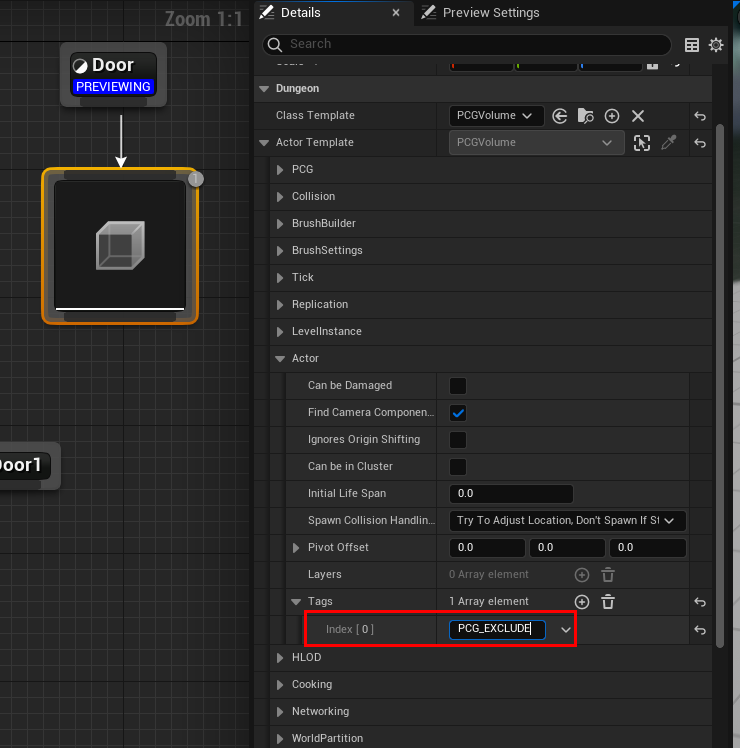 Zoom 1:1
Door
PREVIEWING
Door1
Details
Preview Settings
Search
Dungeon
Class Template
PCGVolume
Actor Template
PCGVolume
PCG
Collision
BrushBuilder
BrushSettings
Tick
Replication
LevelInstance
Actor
Can be Damaged
Find Camera Componen...
Ignores Origin Shifting
Can be in Cluster
Initial Life Span
0.0
Spawn Collision Handlin...
Try To Adjust Location, Don't Spawn If St
Pivot Offset
0.0
0.0
0.0
Layers
0 Array element
Tags
1 Array element
Index [ 0 ]
PCG_EXCLUDE
HLOD
Cooking
Networking
WorldPartition